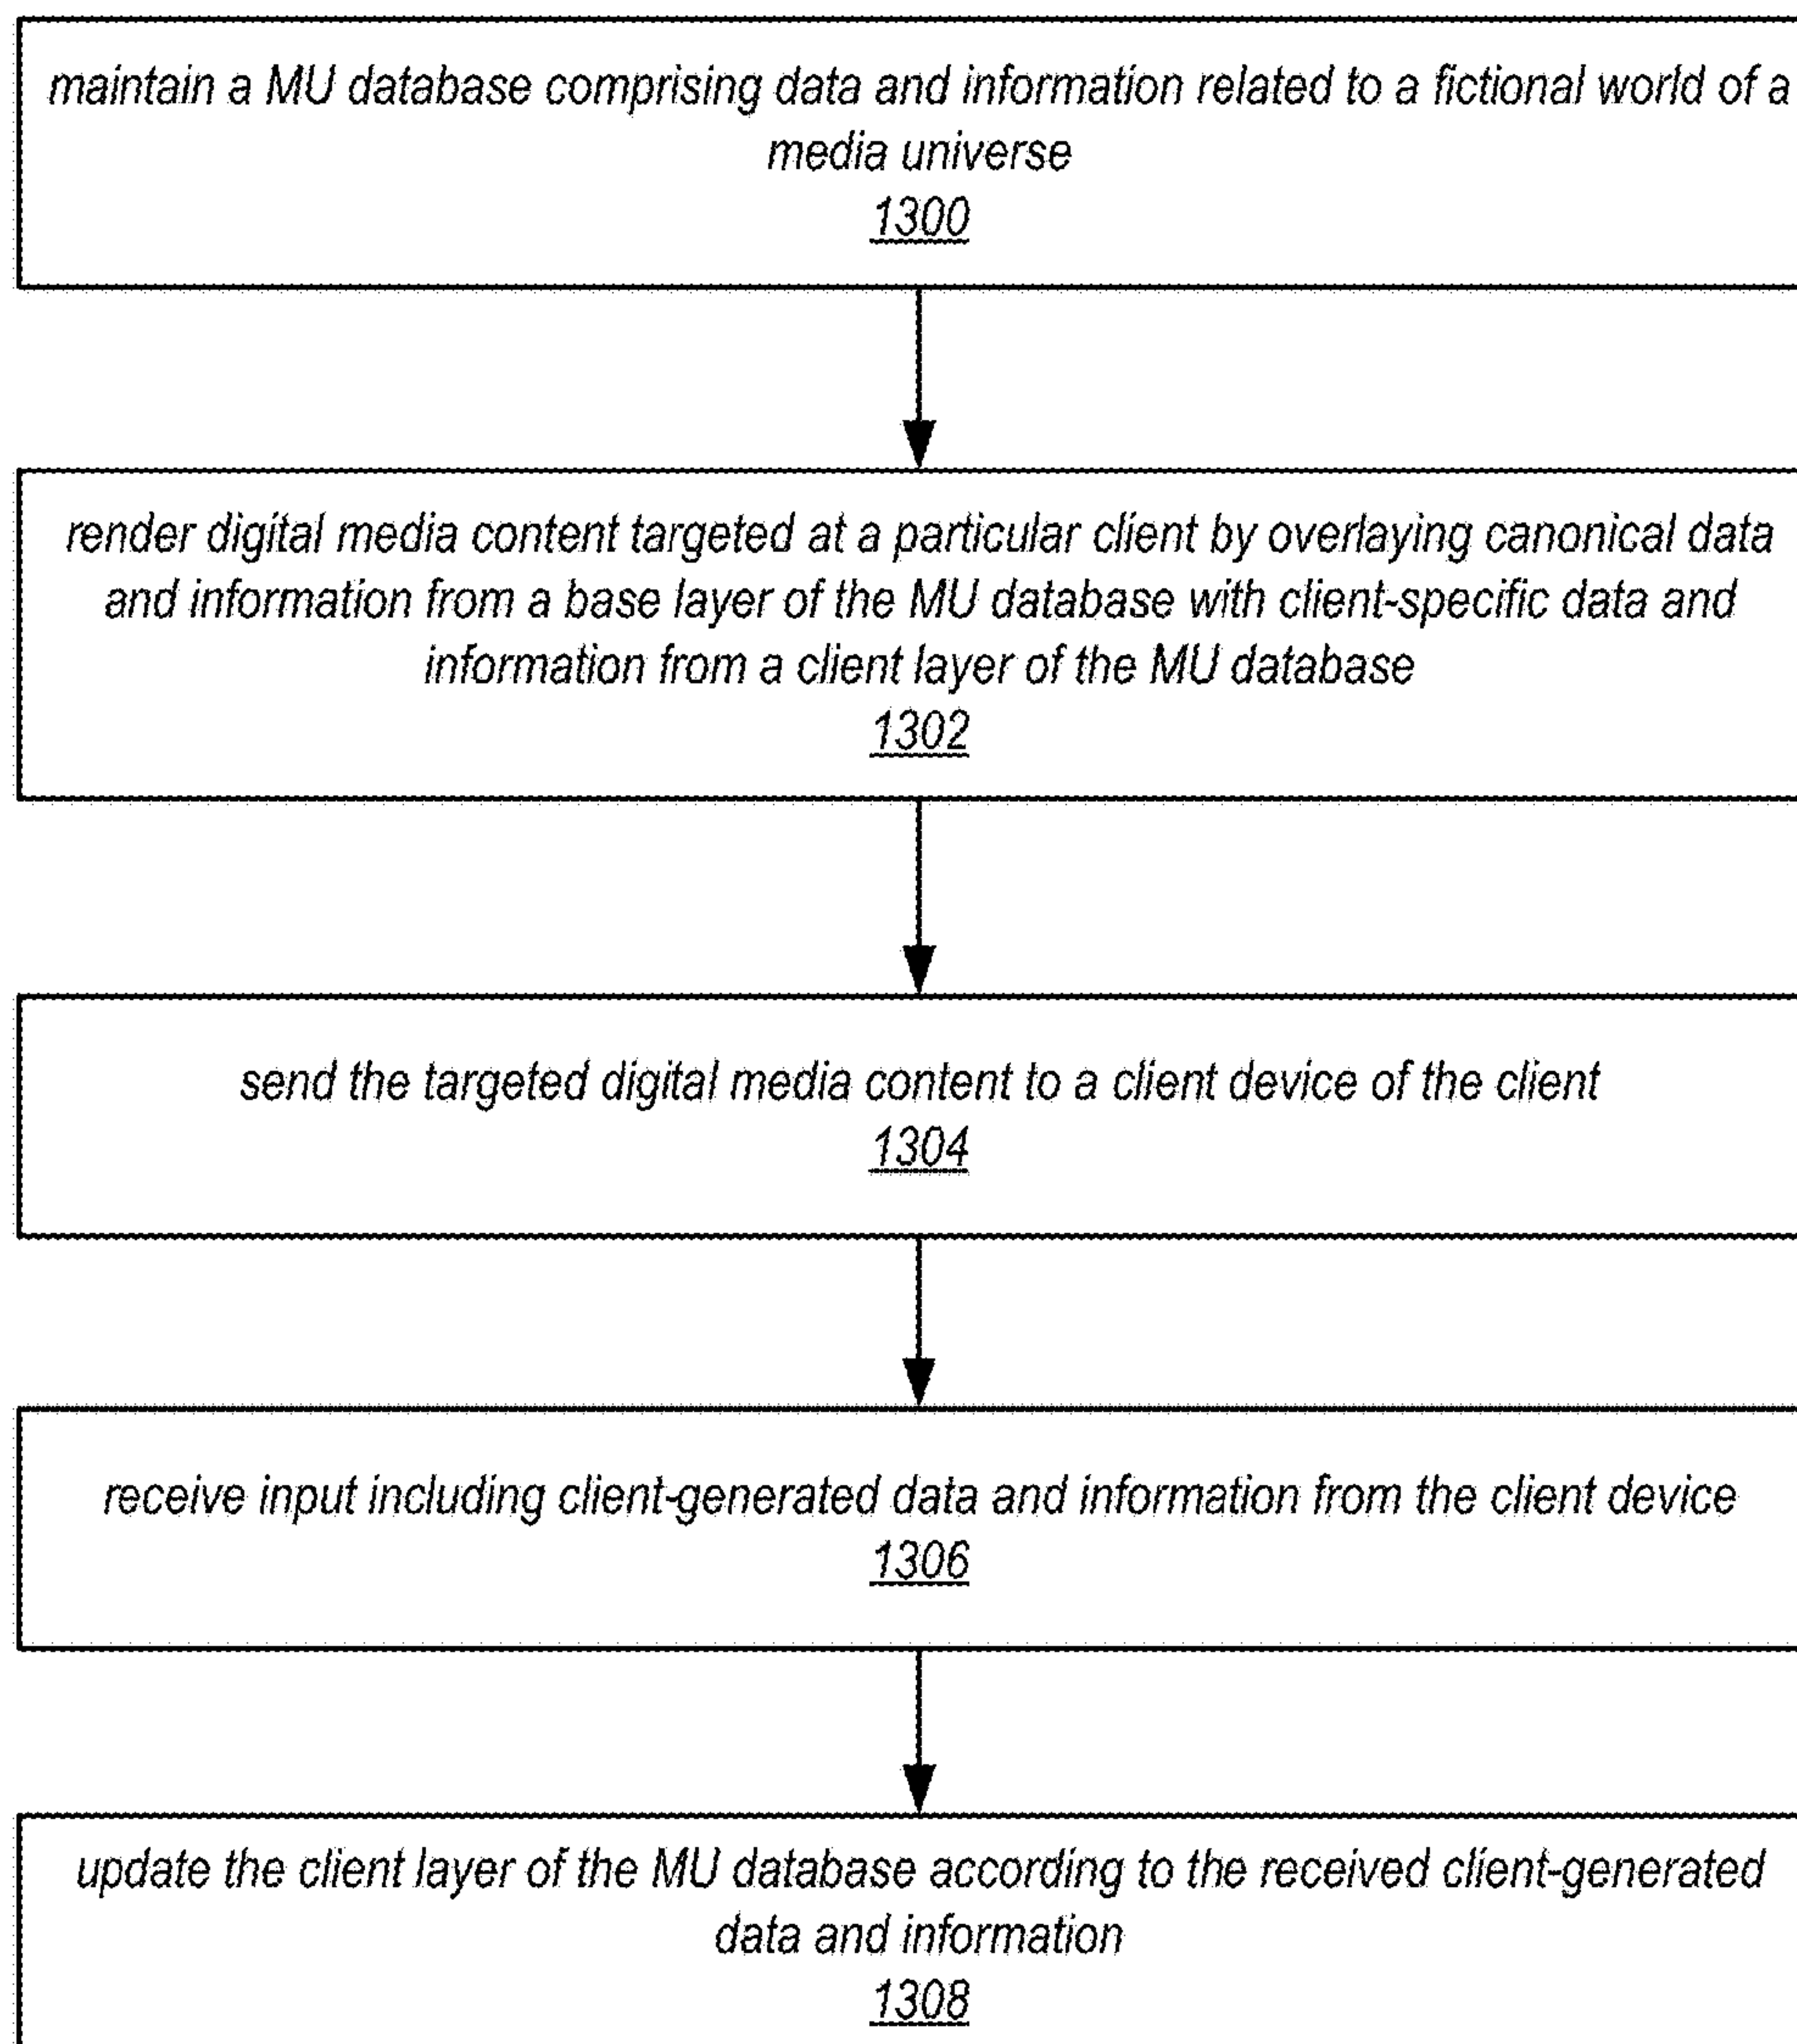 maintain a MU database comprising data and information related to a fictional world of a
media universe
1300
render digital media content targeted at a particular client by overlaying canonical data
and information from a base layer of the MU database with client-specific data and
information from a client layer of the MU database
1302
send the targeted digital media content to a client device of the client
1304
receive input including client-generated data and information from the client device
1306
update the client layer of the MU database according to the received client-generated
data and information
1308